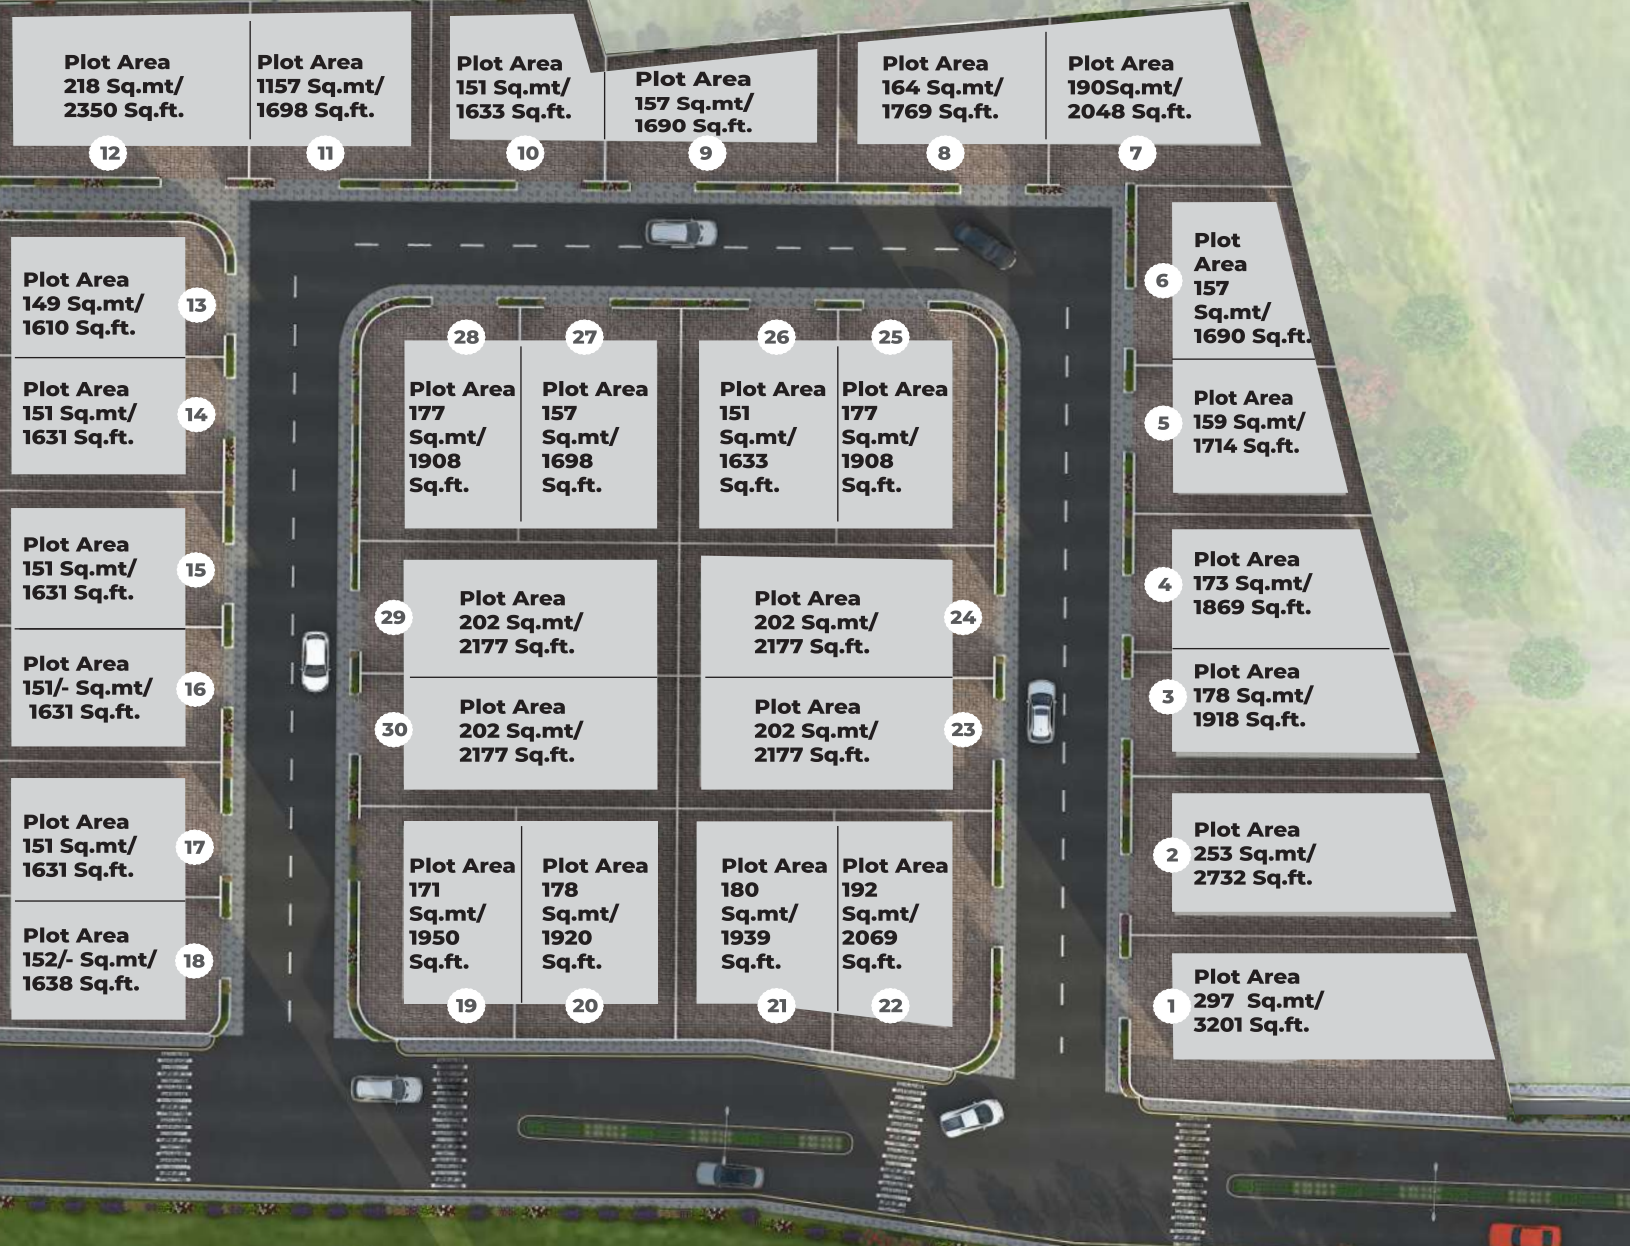 Plot Area
218 Sq.mt/
2350 Sq.ft.
12
Plot Area
1157 Sq.mt/
1698 Sq.ft.
11
Plot Area
151 Sq.mt/
1633 Sq.ft.
10
Plot Area
157 Sq.mt/
1690 Sq.ft.
9
Plot Area
164 Sq.mt/
1769 Sq.ft.
8
Plot Area
190Sq.mt/
2048 Sq.ft.
7
Plot
Area
157
Sq.mt/
1690 Sq.ft.
6
Plot Area
159 Sq.mt/
1714 Sq.ft.
5
Plot Area
173 Sq.mt/
1869 Sq.ft.
4
Plot Area
178 Sq.mt/
1918 Sq.ft.
3
Plot Area
253 Sq.mt/
2732 Sq.ft.
2
Plot Area
297 Sq.mt/
3201 Sq.ft.
1
Plot Area
149 Sq.mt/
1610 Sq.ft.
13
Plot Area
151 Sq.mt/
1631 Sq.ft.
14
Plot Area
151 Sq.mt/
1631 Sq.ft.
15
Plot Area
151/- Sq.mt/
1631 Sq.ft.
16
Plot Area
151 Sq.mt/
1631 Sq.ft.
17
Plot Area
152/- Sq.mt/
1638 Sq.ft.
18
28
Plot Area
177
Sq.mt/
1908
Sq.ft.
27
Plot Area
157
Sq.mt/
1698
Sq.ft.
26
Plot Area
151
Sq.mt/
1633
Sq.ft.
25
Plot Area
177
Sq.mt/
1908
Sq.ft.
29
Plot Area
202 Sq.mt/
2177 Sq.ft.
24
Plot Area
202 Sq.mt/
2177 Sq.ft.
30
Plot Area
202 Sq.mt/
2177 Sq.ft.
23
Plot Area
202 Sq.mt/
2177 Sq.ft.
Plot Area
171
Sq.mt/
1950
Sq.ft.
19
Plot Area
178
Sq.mt/
1920
Sq.ft.
20
Plot Area
180
Sq.mt/
1939
Sq.ft.
21
Plot Area
192
Sq.mt/
2069
Sq.ft.
22